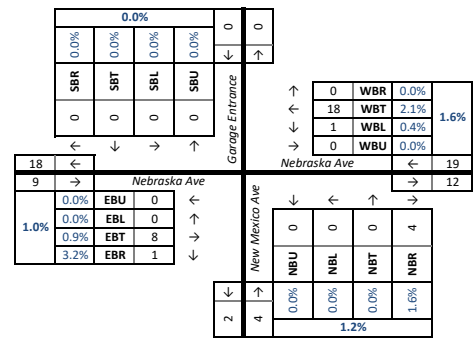 0.0%
0.0% 0.0% 0.0% 0.0%
SBR SBT SBL SBU
0 0 0 0
← ↓ → ↑
0 0
↓ ↑
Garage Entrance
↑ 0 WBR 0.0%
← 18 WBT 2.1%
↓ 1 WBL 0.4%
→ 0 WBU 0.0%
1.6%
Nebraska Ave
18 ←
← 19
9 →
→ 12
Nebraska Ave
1.0%
0.0% EBU 0 ←
0.0% EBL 0 ↑
0.9% EBT 8 →
3.2% EBR 1 ↓
New Mexico Ave
↓ ← ↑ →
0 0 0 4
NBU NBL NBT NBR
0.0% 0.0% 0.0% 1.6%
1.2%
↓ ↑
2 4